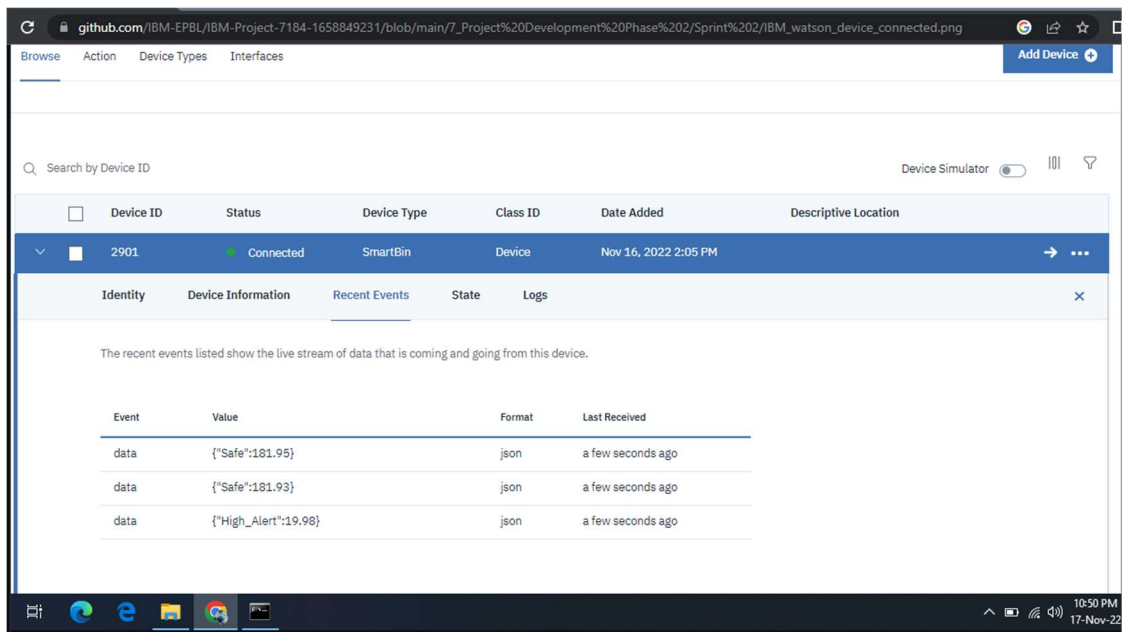 github.com/IBM-EPBL/IBM-Project-7184-1658849231/blob/main/7_Project%20Development%20Phase%202/Sprint%202/IBM_watson_device_connected.png
Browse Action Device Types Interfaces Add Device
Search by Device ID Device Simulator
Device ID Status Device Type Class ID Date Added Descriptive Location
2901 Connected SmartBin Device Nov 16, 2022 2:05 PM
Identity Device Information Recent Events State Logs
The recent events listed show the live stream of data that is coming and going from this device.
Event Value Format Last Received
data {"Safe":181.95} json a few seconds ago
data {"Safe":181.93} json a few seconds ago
data {"High_Alert":19.98} json a few seconds ago
10:50 PM
17-Nov-22